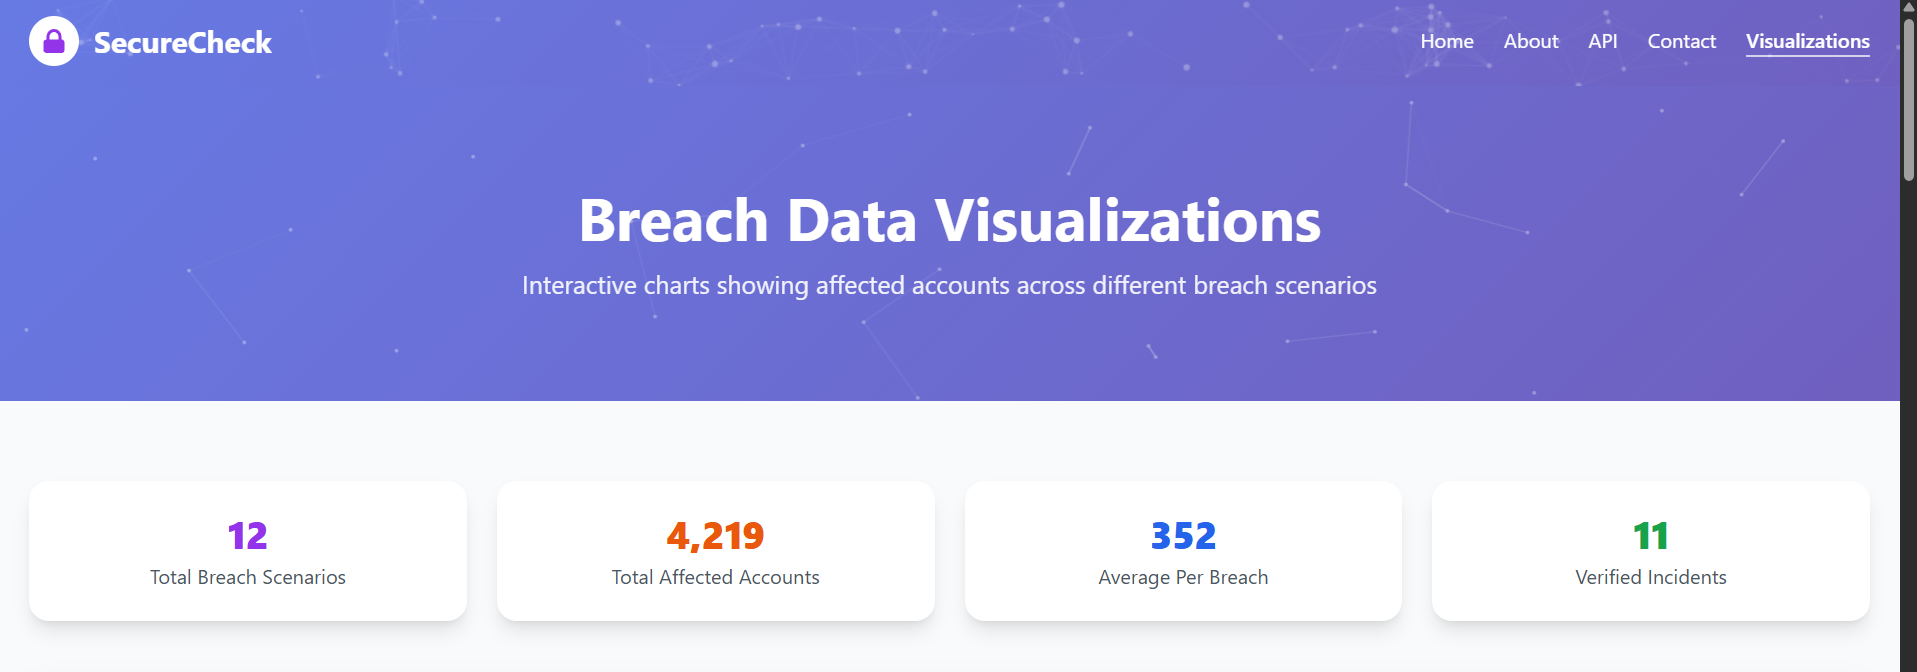 SecureCheck
Home About API Contact Visualizations
Breach Data Visualizations
Interactive charts showing affected accounts across different breach scenarios
12
Total Breach Scenarios
4,219
Total Affected Accounts
352
Average Per Breach
11
Verified Incidents